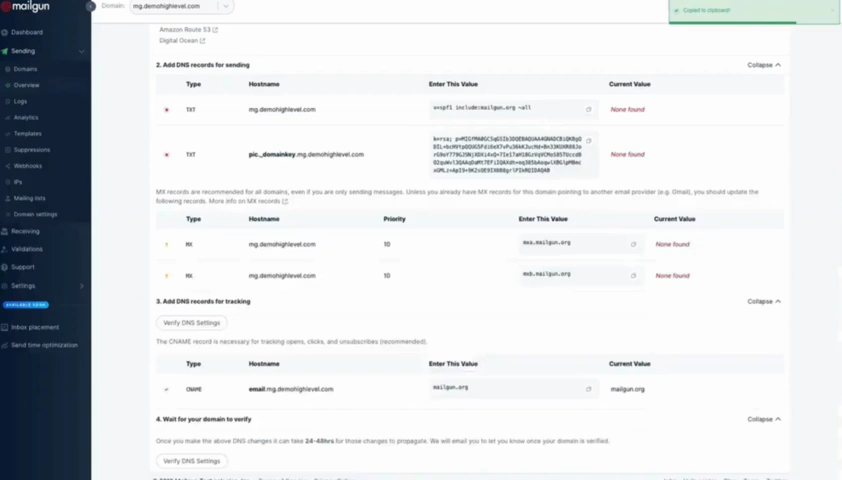 mailgun
Domain: mg.demohighlevel.com
Copied to clipboard!
Dashboard
Sending
Domains
Overview
Logs
Analytics
Templates
Suppressions
Webhooks
IPs
Mailing lists
Domain settings
Receiving
Validations
Support
Settings
Inbox placement
Send time optimization
Amazon Route 53
Digital Ocean
2. Add DNS records for sending Collapse
Type Hostname Enter This Value Current Value
TXT mg.demohighlevel.com v=spf1 include:mailgun.org ~all None found
TXT pic._domainkey.mg.demohighlevel.com None found
MX records are recommended for all domains, even if you are only sending messages. Unless you already have MX records for this domain pointing to another email provider (e.g. Gmail), you should update the
following records. More info on MX records
Type Hostname Priority Enter This Value Current Value
MX mg.demohighlevel.com 10 mxa.mailgun.org None found
MX mg.demohighlevel.com 10 mxb.mailgun.org None found
3. Add DNS records for tracking Collapse
Verify DNS Settings
The CNAME record is necessary for tracking opens, clicks, and unsubscribes (recommended).
Type Hostname Enter This Value Current Value
CNAME email.mg.demohighlevel.com mailgun.org mailgun.org
4. Wait for your domain to verify Collapse
Once you make the above DNS changes it can take 24-48hrs for those changes to propagate. We will email you to let you know once your domain is verified.
Verify DNS Settings